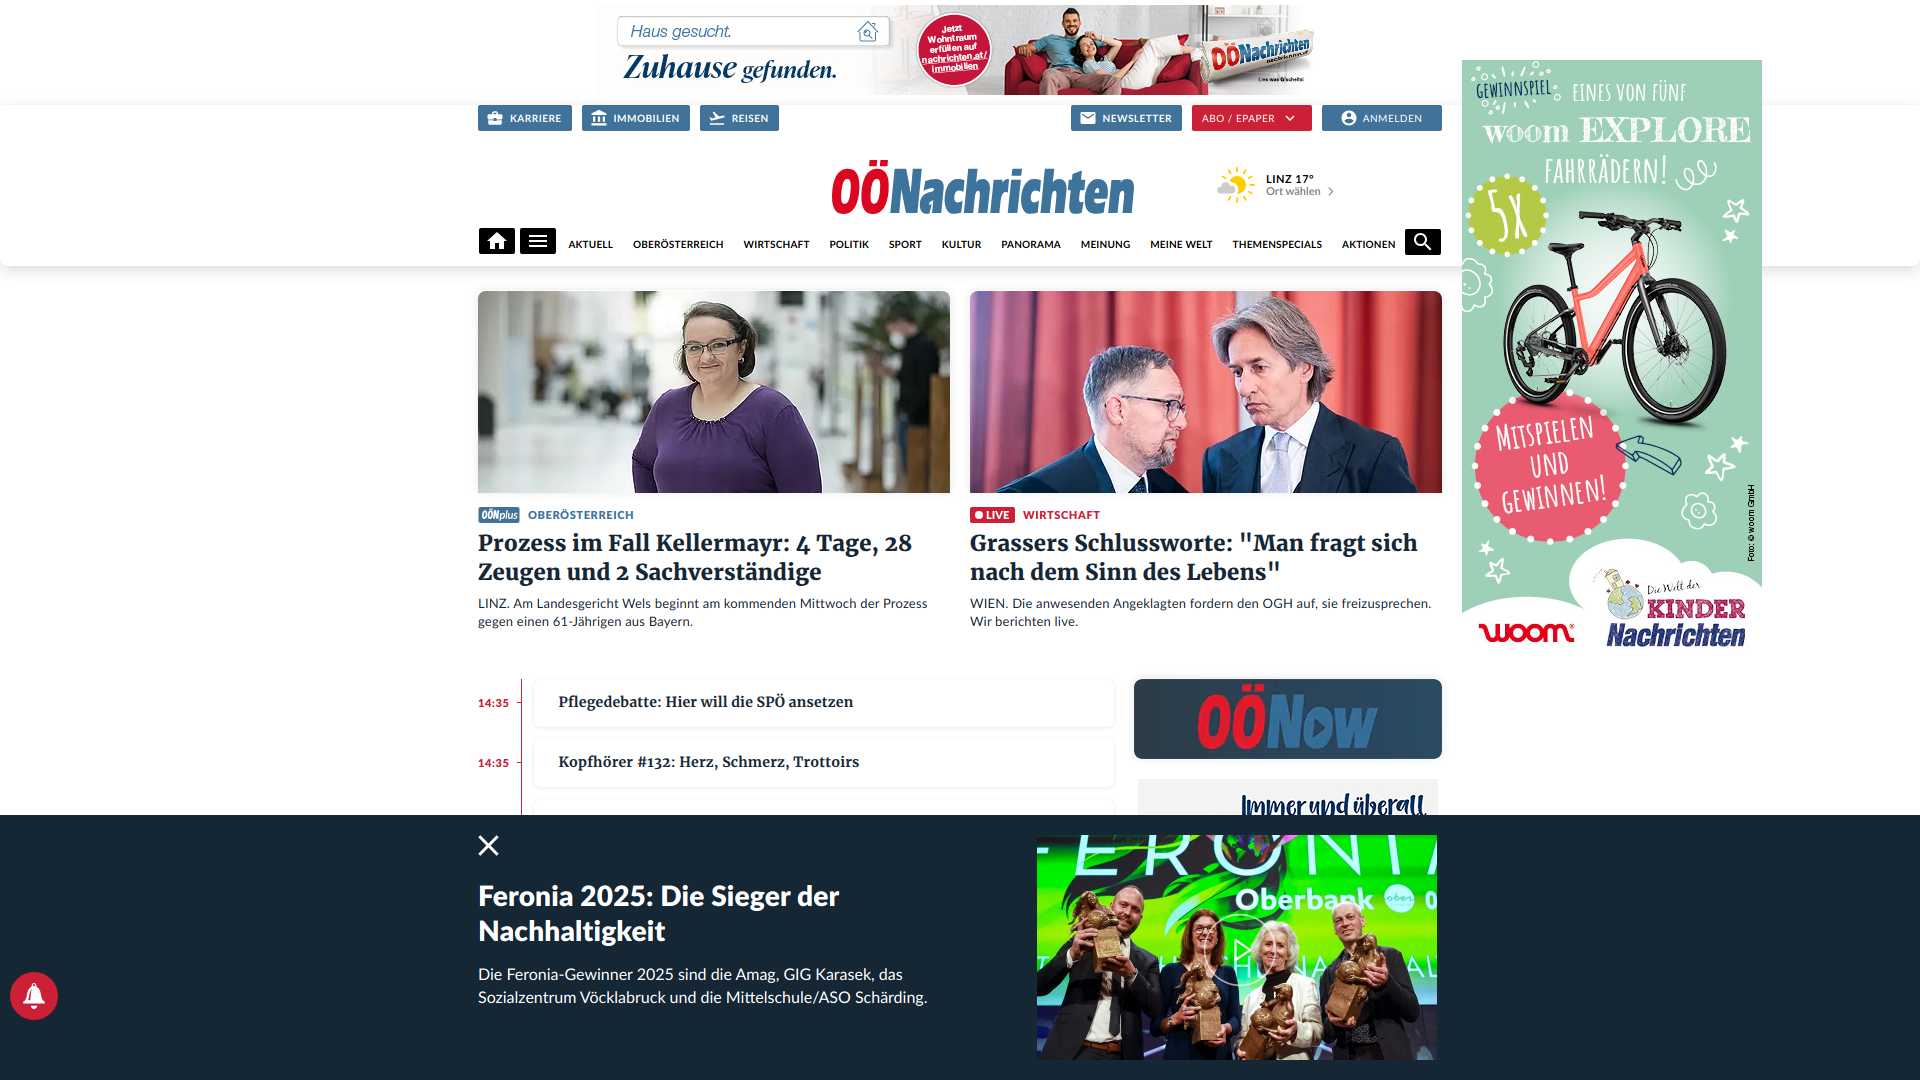 Haus gesucht.
Zuhause gefunden.
Jetzt
Wohntraum
erfüllen auf
nachrichten.at/
immobilien
OÖNachrichten
Lies was Gscheits!
KARRIERE
IMMOBILIEN
REISEN
NEWSLETTER
ABO / EPAPER
ANMELDEN
OÖNachrichten
LINZ 17°
Ort wählen
AKTUELL
OBERÖSTERREICH
WIRTSCHAFT
POLITIK
SPORT
KULTUR
PANORAMA
MEINUNG
MEINE WELT
THEMENSPECIALS
AKTIONEN
GEWINNSPIEL
EINES VON FÜNF
woom EXPLORE
FAHRRÄDERN!
5X
MITSPIELEN
UND
GEWINNEN!
Foto: © woom GmbH
woom
Die Welt der
KINDER
Nachrichten
OÖNplus OBERÖSTERREICH
Prozess im Fall Kellermayr: 4 Tage, 28
Zeugen und 2 Sachverständige
LINZ. Am Landesgericht Wels beginnt am kommenden Mittwoch der Prozess
gegen einen 61-Jährigen aus Bayern.
LIVE WIRTSCHAFT
Grassers Schlussworte: "Man fragt sich
nach dem Sinn des Lebens"
WIEN. Die anwesenden Angeklagten fordern den OGH auf, sie freizusprechen.
Wir berichten live.
14:35 Pflegedebatte: Hier will die SPÖ ansetzen
14:35 Kopfhörer #132: Herz, Schmerz, Trottoirs
OÖNow
Immer und überall
Feronia 2025: Die Sieger der
Nachhaltigkeit
Die Feronia-Gewinner 2025 sind die Amag, GIG Karasek, das
Sozialzentrum Vöcklabruck und die Mittelschule/ASO Schärding.
FERONIA
Oberbank